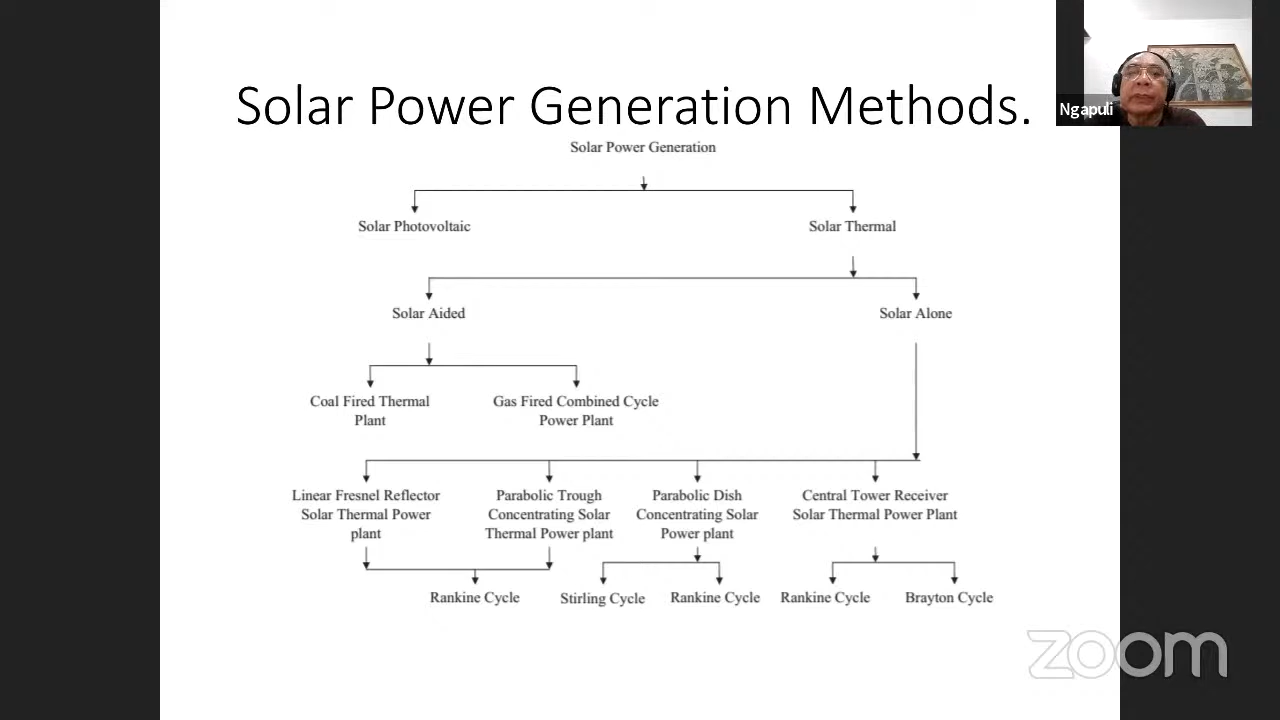 Solar Power Generation Methods.
Ngapuli
Solar Power Generation
Solar Photovoltaic
Solar Thermal
Solar Aided
Solar Alone
Coal Fired Thermal
Plant
Gas Fired Combined Cycle
Power Plant
Linear Fresnel Reflector
Solar Thermal Power
plant
Parabolic Trough
Concentrating Solar
Thermal Power plant
Parabolic Dish
Concentrating Solar
Power plant
Central Tower Receiver
Solar Thermal Power Plant
Rankine Cycle
Stirling Cycle
Rankine Cycle
Rankine Cycle
Brayton Cycle
zoom